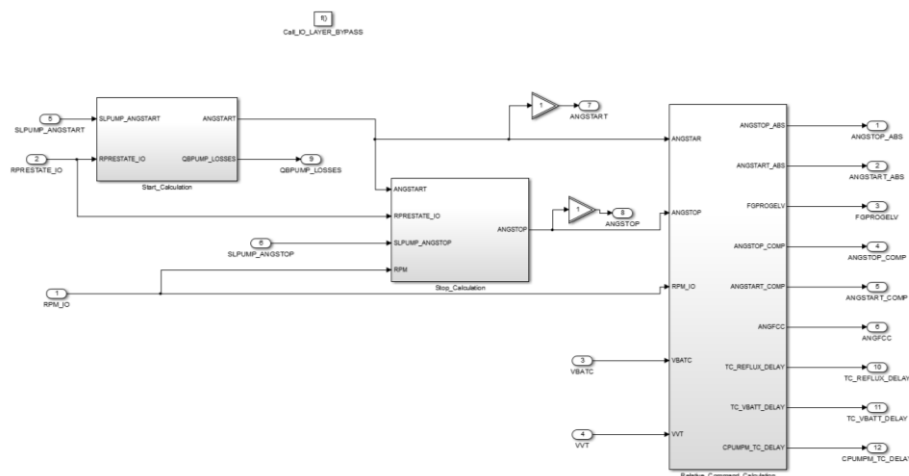 f()
Call_IO_LAYER_BYPASS
5
SLPUMP_ANGSTART
2
RPRESTATE_IO
SLPUMP_ANGSTART
RPRESTATE_IO
ANGSTART
QBPUMP_LOSSES
Start_Calculation
9
QBPUMP_LOSSES
1
7
ANGSTART
ANGSTART
RPRESTATE_IO
SLPUMP_ANGSTOP
RPM
ANGSTOP
Stop_Calculation
6
SLPUMP_ANGSTOP
1
RPM_IO
1
8
ANGSTOP
3
VBATC
4
VVT
ANGSTAR
ANGSTOP
RPM_IO
VBATC
VVT
ANGSTOP_ABS
ANGSTART_ABS
FGPROGELV
ANGSTOP_COMP
ANGSTART_COMP
ANGFCC
TC_REFLUX_DELAY
TC_VBATT_DELAY
CPUMPM_TC_DELAY
1
ANGSTOP_ABS
2
ANGSTART_ABS
3
FGPROGELV
4
ANGSTOP_COMP
5
ANGSTART_COMP
6
ANGFCC
10
TC_REFLUX_DELAY
11
TC_VBATT_DELAY
12
CPUMPM_TC_DELAY